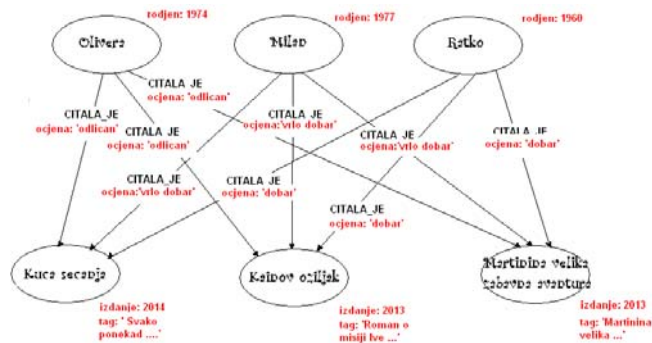 rodjen: 1974
rodjen: 1977
rodjen: 1960
Olivera
Milan
Ratko
CITALA_JE
ocjena: 'odlican'
CITALA_JE
ocjena: 'odlican'
CITALA_JE
ocjena: 'odlican'
CITALA_JE
ocjena:'vrlo dobar'
CITALA_JE
ocjena:'vrlo dobar'
CITALA_JE
ocjena: 'dobar'
CITALA_JE
ocjena:'vrlo dobar'
CITALA_JE
ocjena: 'dobar'
CITALA_JE
ocjena: 'dobar'
Kuca secanja
Kainov oziljak
Martinina velika
zabavna avantura
izdanje: 2014
tag: ' Svako
ponekad ....'
izdanje: 2013
tag: 'Roman o
misiji Ive ...'
izdanje: 2013
tag: 'Martinina
velika ...'